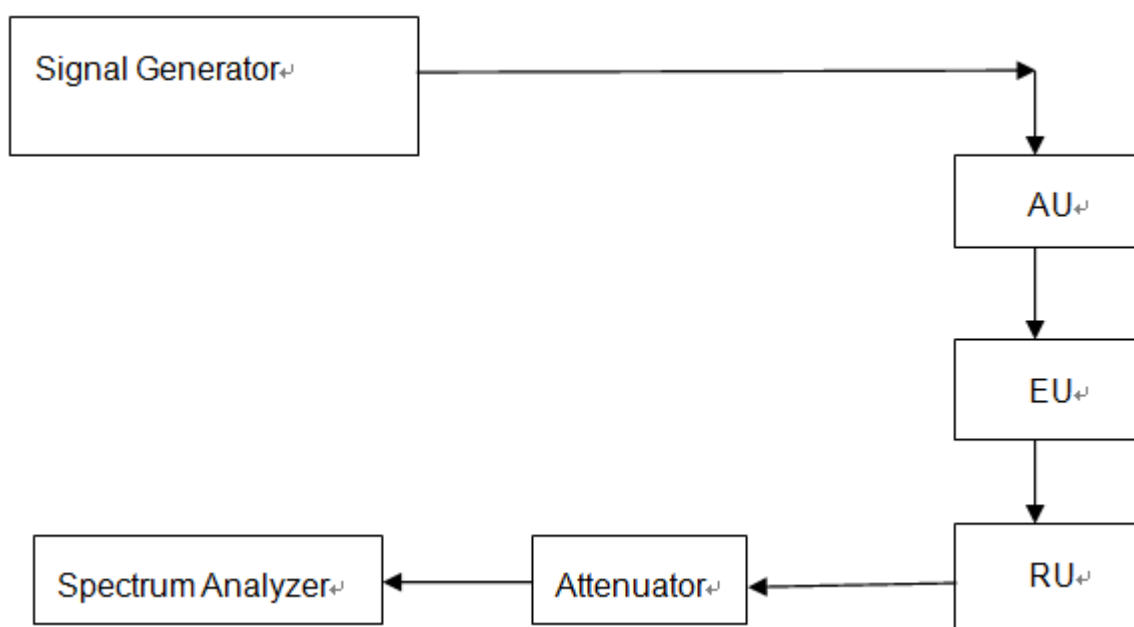 Signal Generator↵
AU↵
EU↵
RU↵
Attenuator↵
Spectrum Analyzer↵